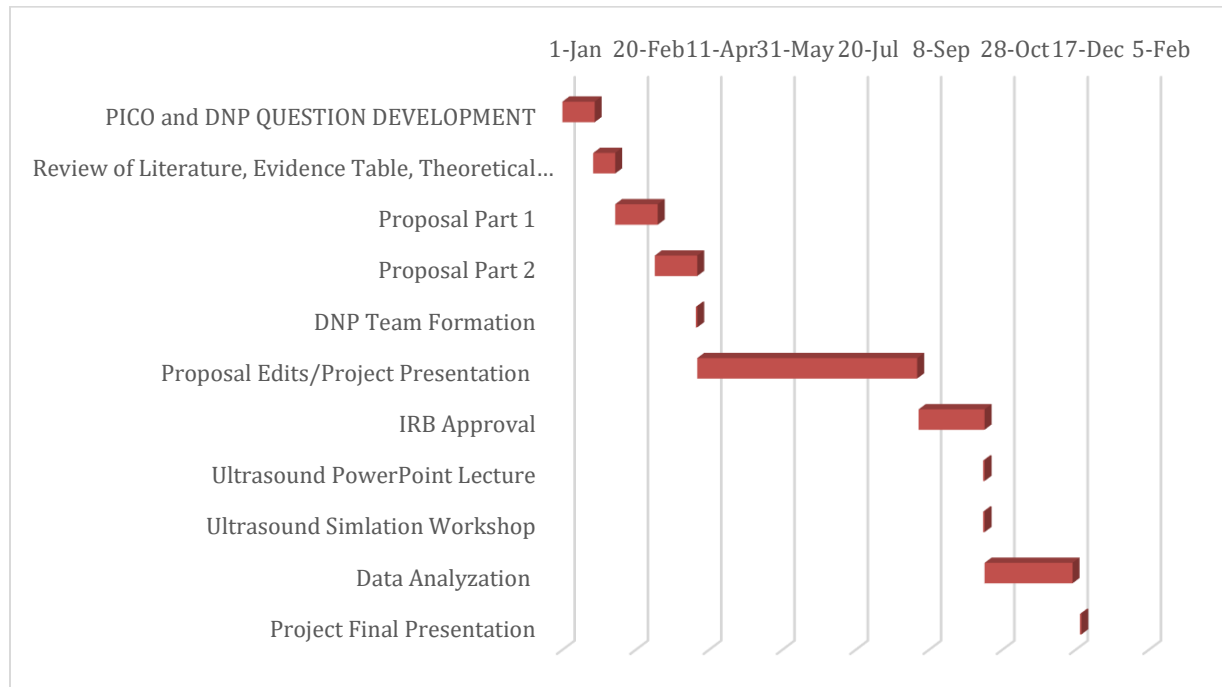 1-Jan 20-Feb 11-Apr 31-May 20-Jul 8-Sep 28-Oct 17-Dec 5-Feb
PICO and DNP QUESTION DEVELOPMENT
Review of Literature, Evidence Table, Theoretical…
Proposal Part 1
Proposal Part 2
DNP Team Formation
Proposal Edits/Project Presentation
IRB Approval
Ultrasound PowerPoint Lecture
Ultrasound Simlation Workshop
Data Analyzation
Project Final Presentation